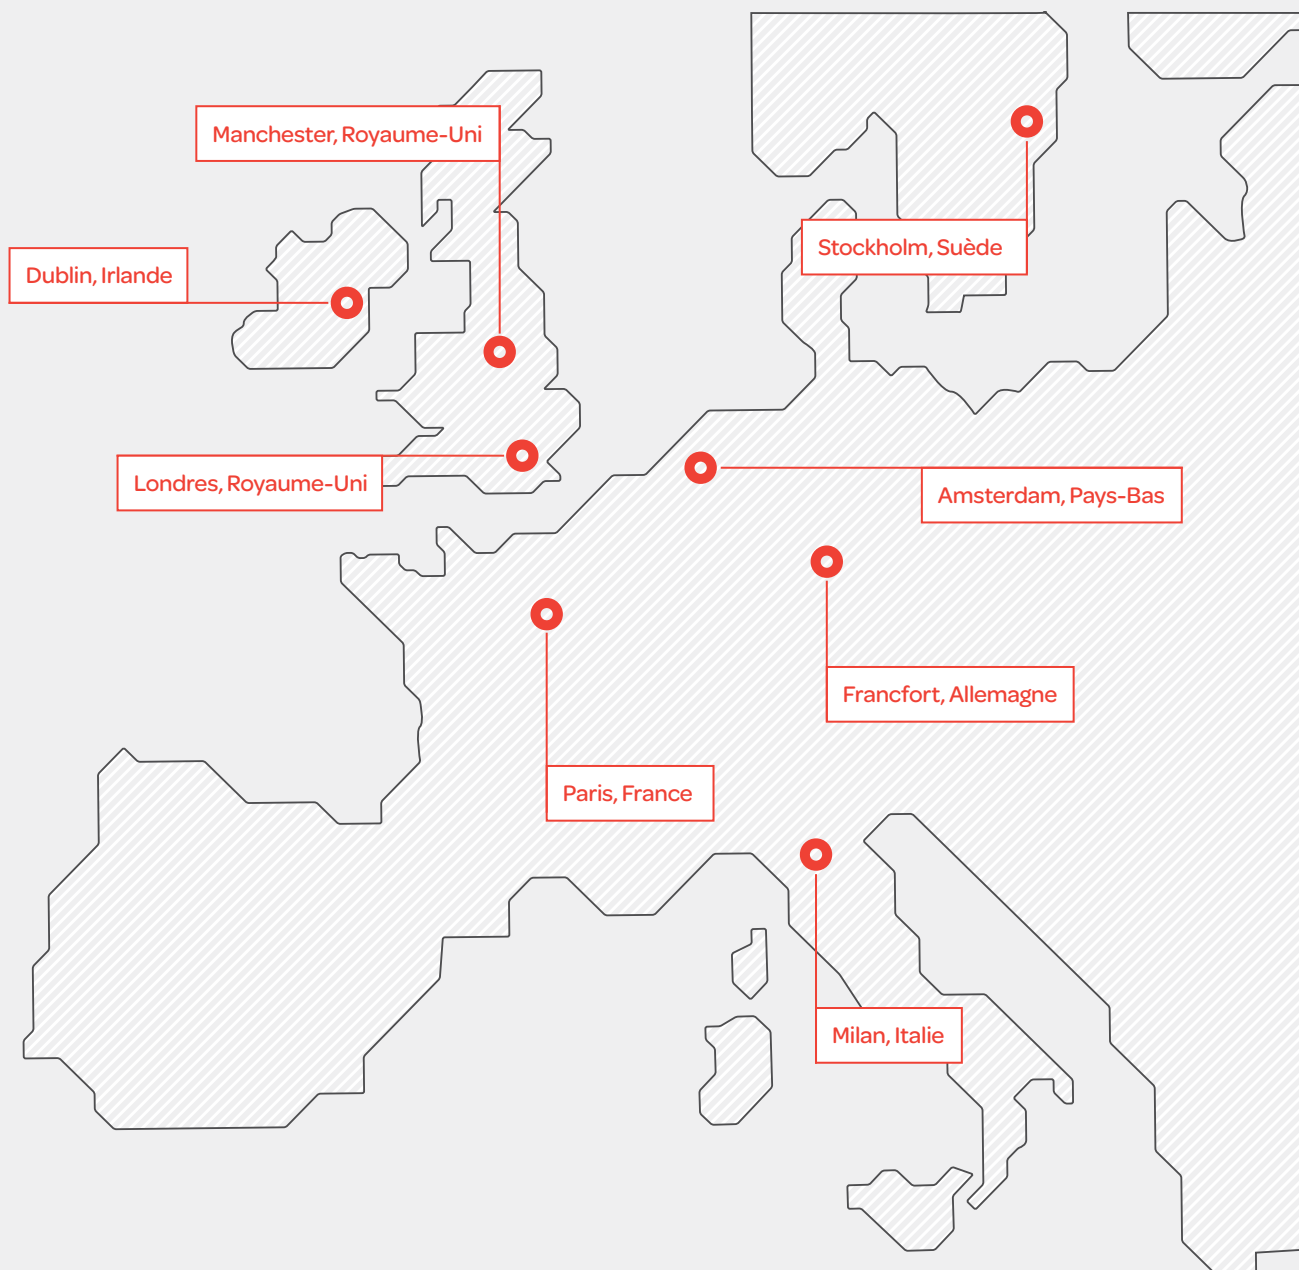 Manchester, Royaume-Uni
Stockholm, Suède
Dublin, Irlande
Londres, Royaume-Uni
Amsterdam, Pays-Bas
Francfort, Allemagne
Paris, France
Milan, Italie